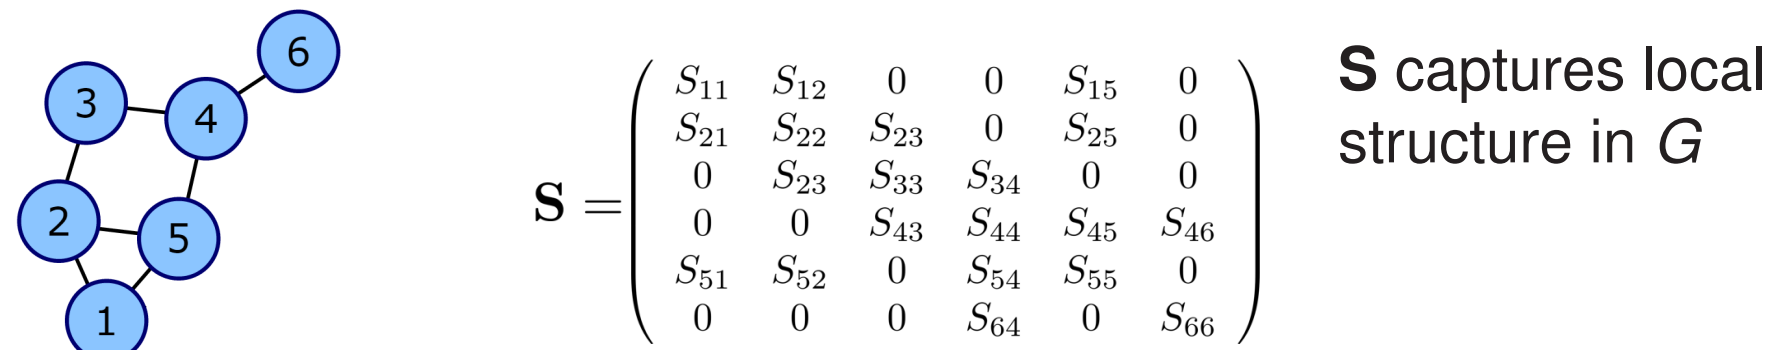 6
3
4
2
5
1
S =
S11 S12 0 0 S15 0
S21 S22 S23 0 S25 0
0 S23 S33 S34 0 0
0 0 S43 S44 S45 S46
S51 S52 0 S54 S55 0
0 0 0 S64 0 S66
S captures local
structure in G